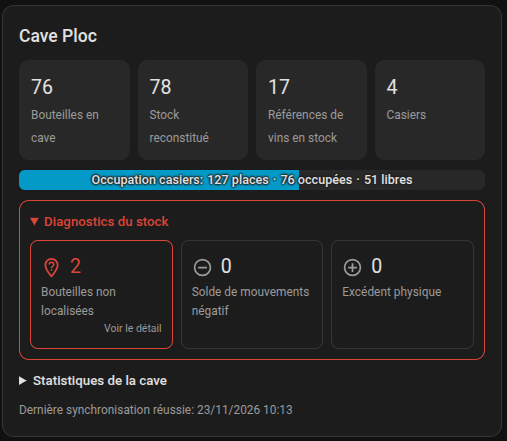 Cave Ploc
76
Bouteilles en
cave
78
Stock
reconstitué
17
Références de
vins en stock
4
Casiers
Occupation casiers: 127 places · 76 occupées · 51 libres
▼ Diagnostics du stock
2
Bouteilles non
localisées
Voir le détail
0
Solde de mouvements
négatif
0
Excédent physique
▶ Statistiques de la cave
Dernière synchronisation réussie: 23/11/2026 10:13